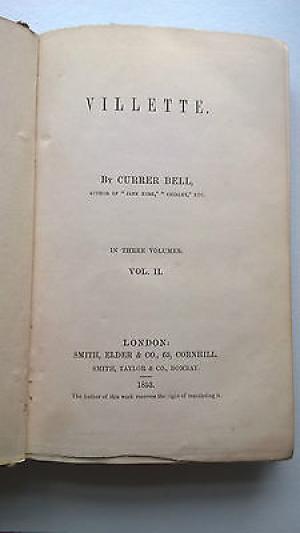 VILLETTE.
BY CURRER BELL,
AUTHOR OF "JANE EYRE," "SHIRLEY," ETC.
IN THREE VOLUMES.
VOL. II.
LONDON:
SMITH, ELDER & CO., 65, CORNHILL.
SMITH, TAYLOR & CO., BOMBAY.
1853.
The Author of this work reserves the right of translating it.